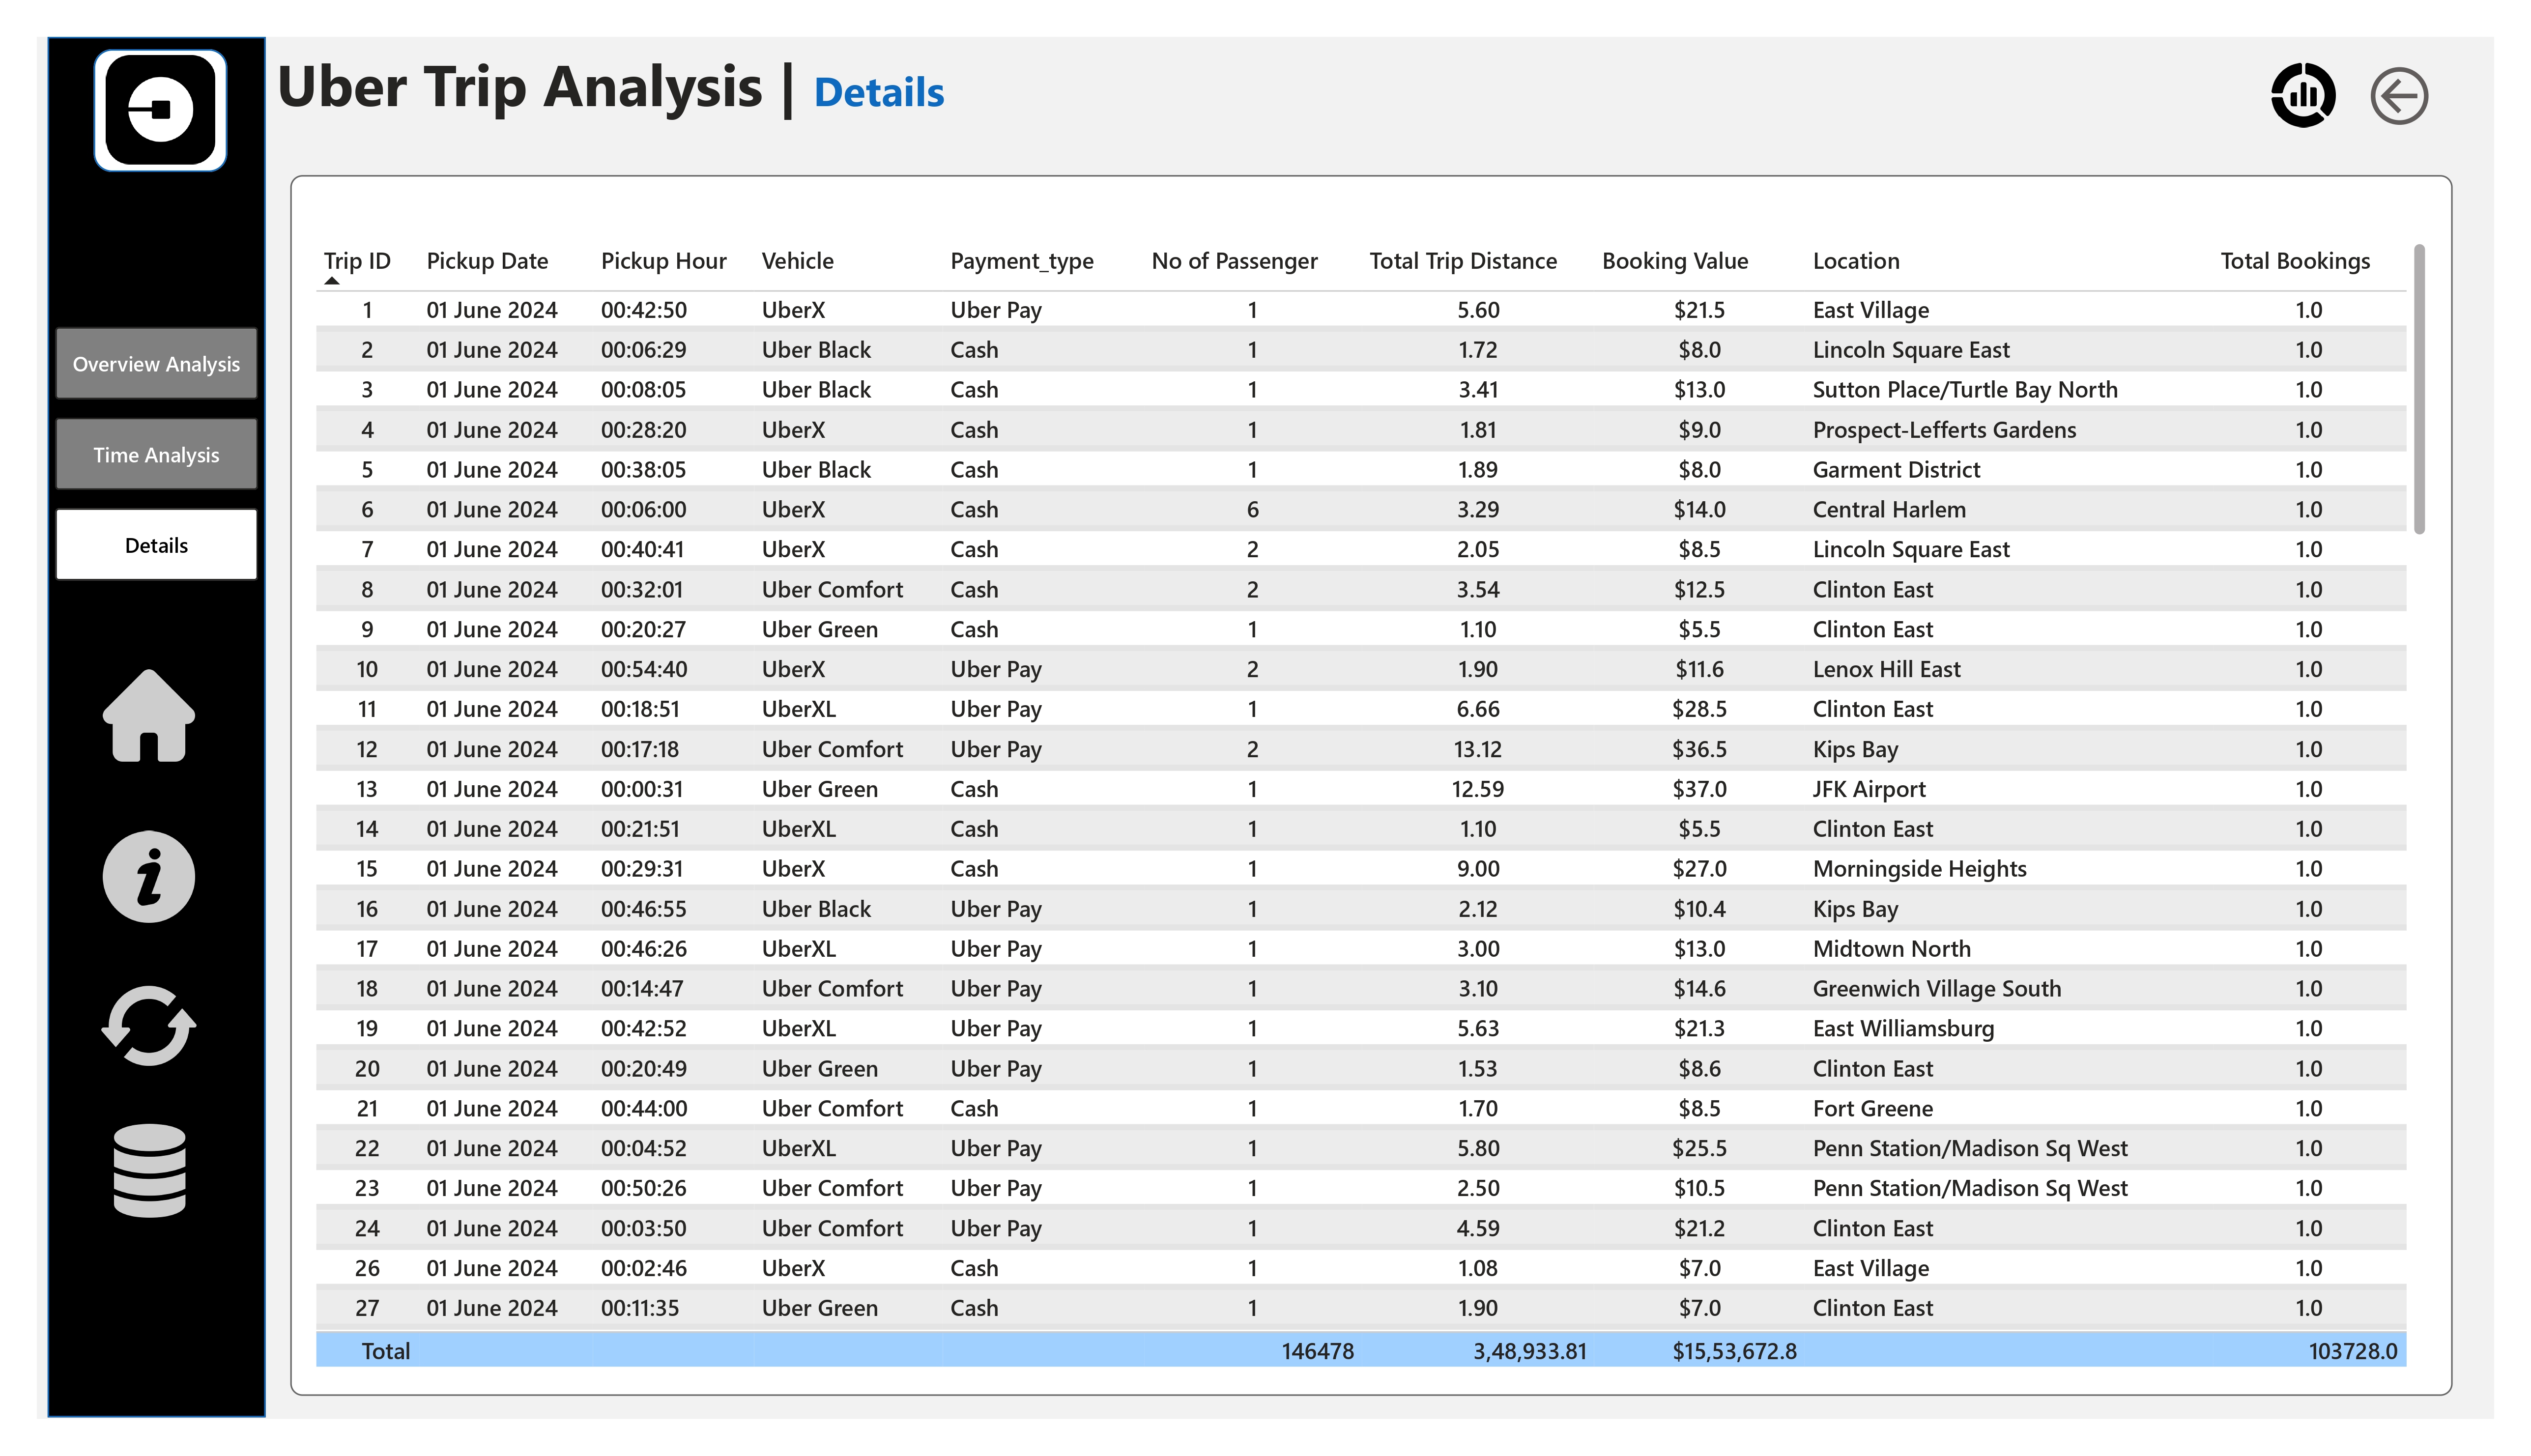 Uber Trip Analysis | Details
Overview Analysis
Time Analysis
Details
Trip ID Pickup Date Pickup Hour Vehicle Payment_type No of Passenger Total Trip Distance Booking Value Location Total Bookings
1 01 June 2024 00:42:50 UberX Uber Pay 1 5.60 $21.5 East Village 1.0
2 01 June 2024 00:06:29 Uber Black Cash 1 1.72 $8.0 Lincoln Square East 1.0
3 01 June 2024 00:08:05 Uber Black Cash 1 3.41 $13.0 Sutton Place/Turtle Bay North 1.0
4 01 June 2024 00:28:20 UberX Cash 1 1.81 $9.0 Prospect-Lefferts Gardens 1.0
5 01 June 2024 00:38:05 Uber Black Cash 1 1.89 $8.0 Garment District 1.0
6 01 June 2024 00:06:00 UberX Cash 6 3.29 $14.0 Central Harlem 1.0
7 01 June 2024 00:40:41 UberX Cash 2 2.05 $8.5 Lincoln Square East 1.0
8 01 June 2024 00:32:01 Uber Comfort Cash 2 3.54 $12.5 Clinton East 1.0
9 01 June 2024 00:20:27 Uber Green Cash 1 1.10 $5.5 Clinton East 1.0
10 01 June 2024 00:54:40 UberX Uber Pay 2 1.90 $11.6 Lenox Hill East 1.0
11 01 June 2024 00:18:51 UberXL Uber Pay 1 6.66 $28.5 Clinton East 1.0
12 01 June 2024 00:17:18 Uber Comfort Uber Pay 2 13.12 $36.5 Kips Bay 1.0
13 01 June 2024 00:00:31 Uber Green Cash 1 12.59 $37.0 JFK Airport 1.0
14 01 June 2024 00:21:51 UberXL Cash 1 1.10 $5.5 Clinton East 1.0
15 01 June 2024 00:29:31 UberX Cash 1 9.00 $27.0 Morningside Heights 1.0
16 01 June 2024 00:46:55 Uber Black Uber Pay 1 2.12 $10.4 Kips Bay 1.0
17 01 June 2024 00:46:26 UberXL Uber Pay 1 3.00 $13.0 Midtown North 1.0
18 01 June 2024 00:14:47 Uber Comfort Uber Pay 1 3.10 $14.6 Greenwich Village South 1.0
19 01 June 2024 00:42:52 UberXL Uber Pay 1 5.63 $21.3 East Williamsburg 1.0
20 01 June 2024 00:20:49 Uber Green Uber Pay 1 1.53 $8.6 Clinton East 1.0
21 01 June 2024 00:44:00 Uber Comfort Cash 1 1.70 $8.5 Fort Greene 1.0
22 01 June 2024 00:04:52 UberXL Uber Pay 1 5.80 $25.5 Penn Station/Madison Sq West 1.0
23 01 June 2024 00:50:26 Uber Comfort Uber Pay 1 2.50 $10.5 Penn Station/Madison Sq West 1.0
24 01 June 2024 00:03:50 Uber Comfort Uber Pay 1 4.59 $21.2 Clinton East 1.0
26 01 June 2024 00:02:46 UberX Cash 1 1.08 $7.0 East Village 1.0
27 01 June 2024 00:11:35 Uber Green Cash 1 1.90 $7.0 Clinton East 1.0
Total 146478 3,48,933.81 $15,53,672.8 103728.0